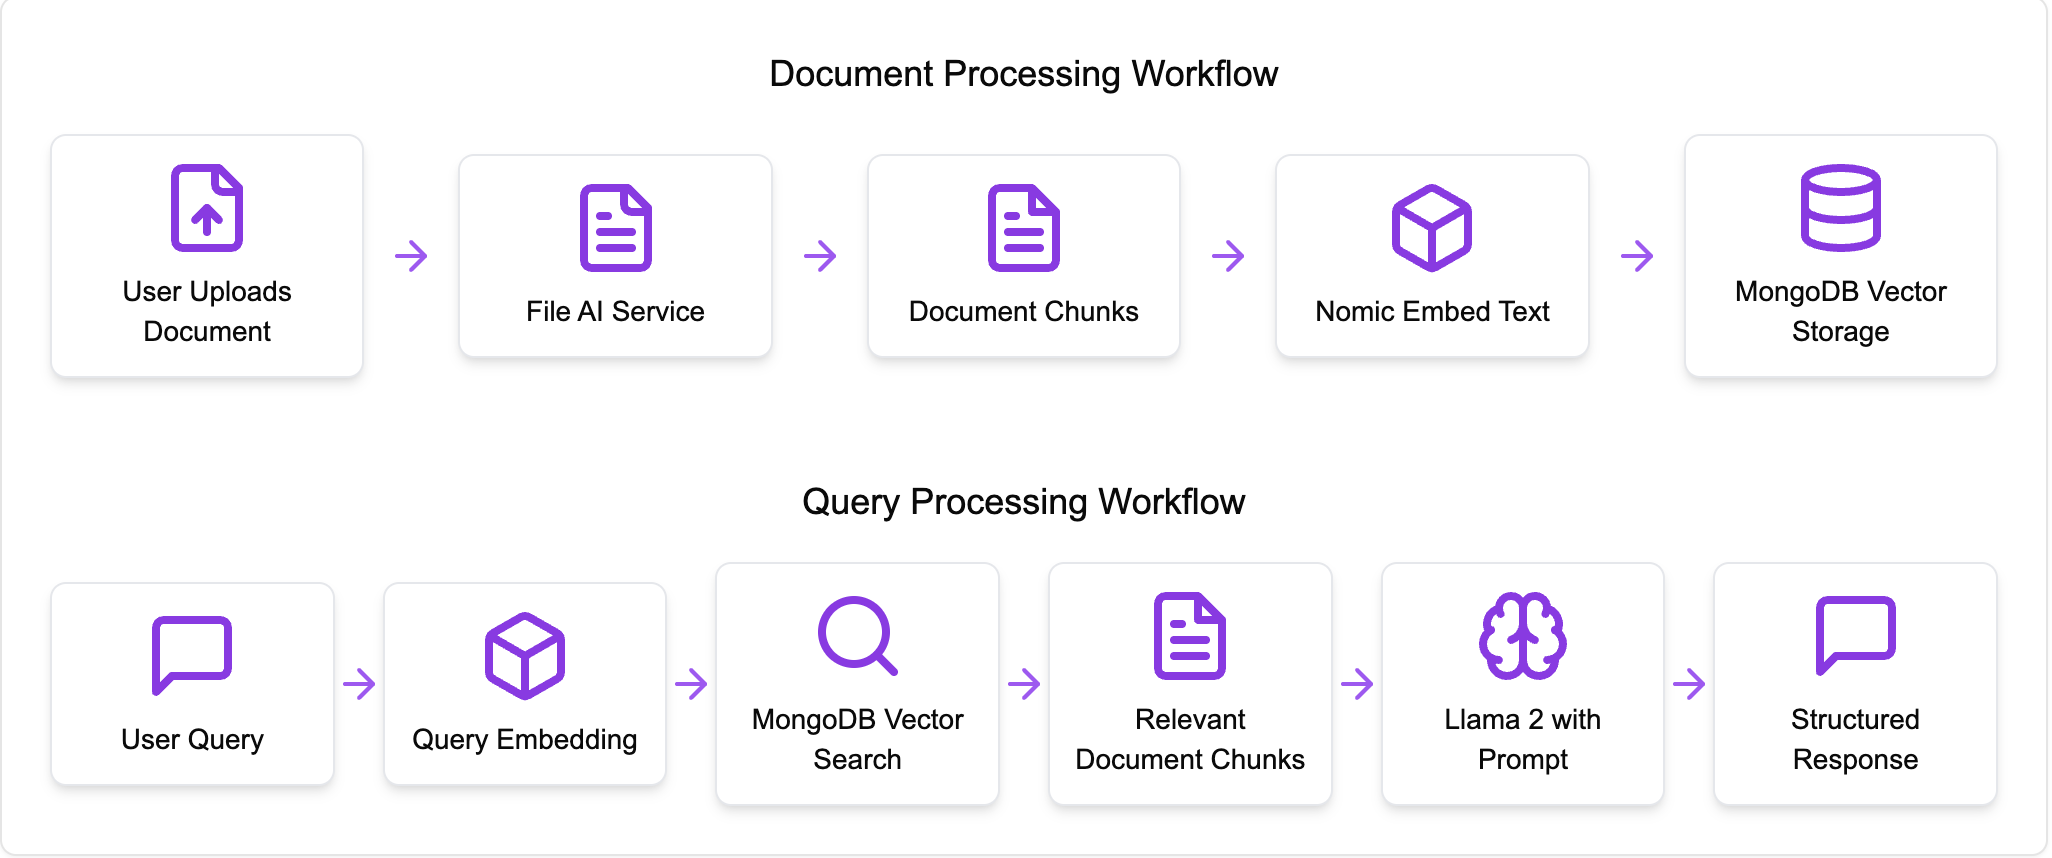 Document Processing Workflow
User Uploads
Document
File AI Service
Document Chunks
Nomic Embed Text
MongoDB Vector
Storage
Query Processing Workflow
User Query
Query Embedding
MongoDB Vector
Search
Relevant
Document Chunks
Llama 2 with
Prompt
Structured
Response